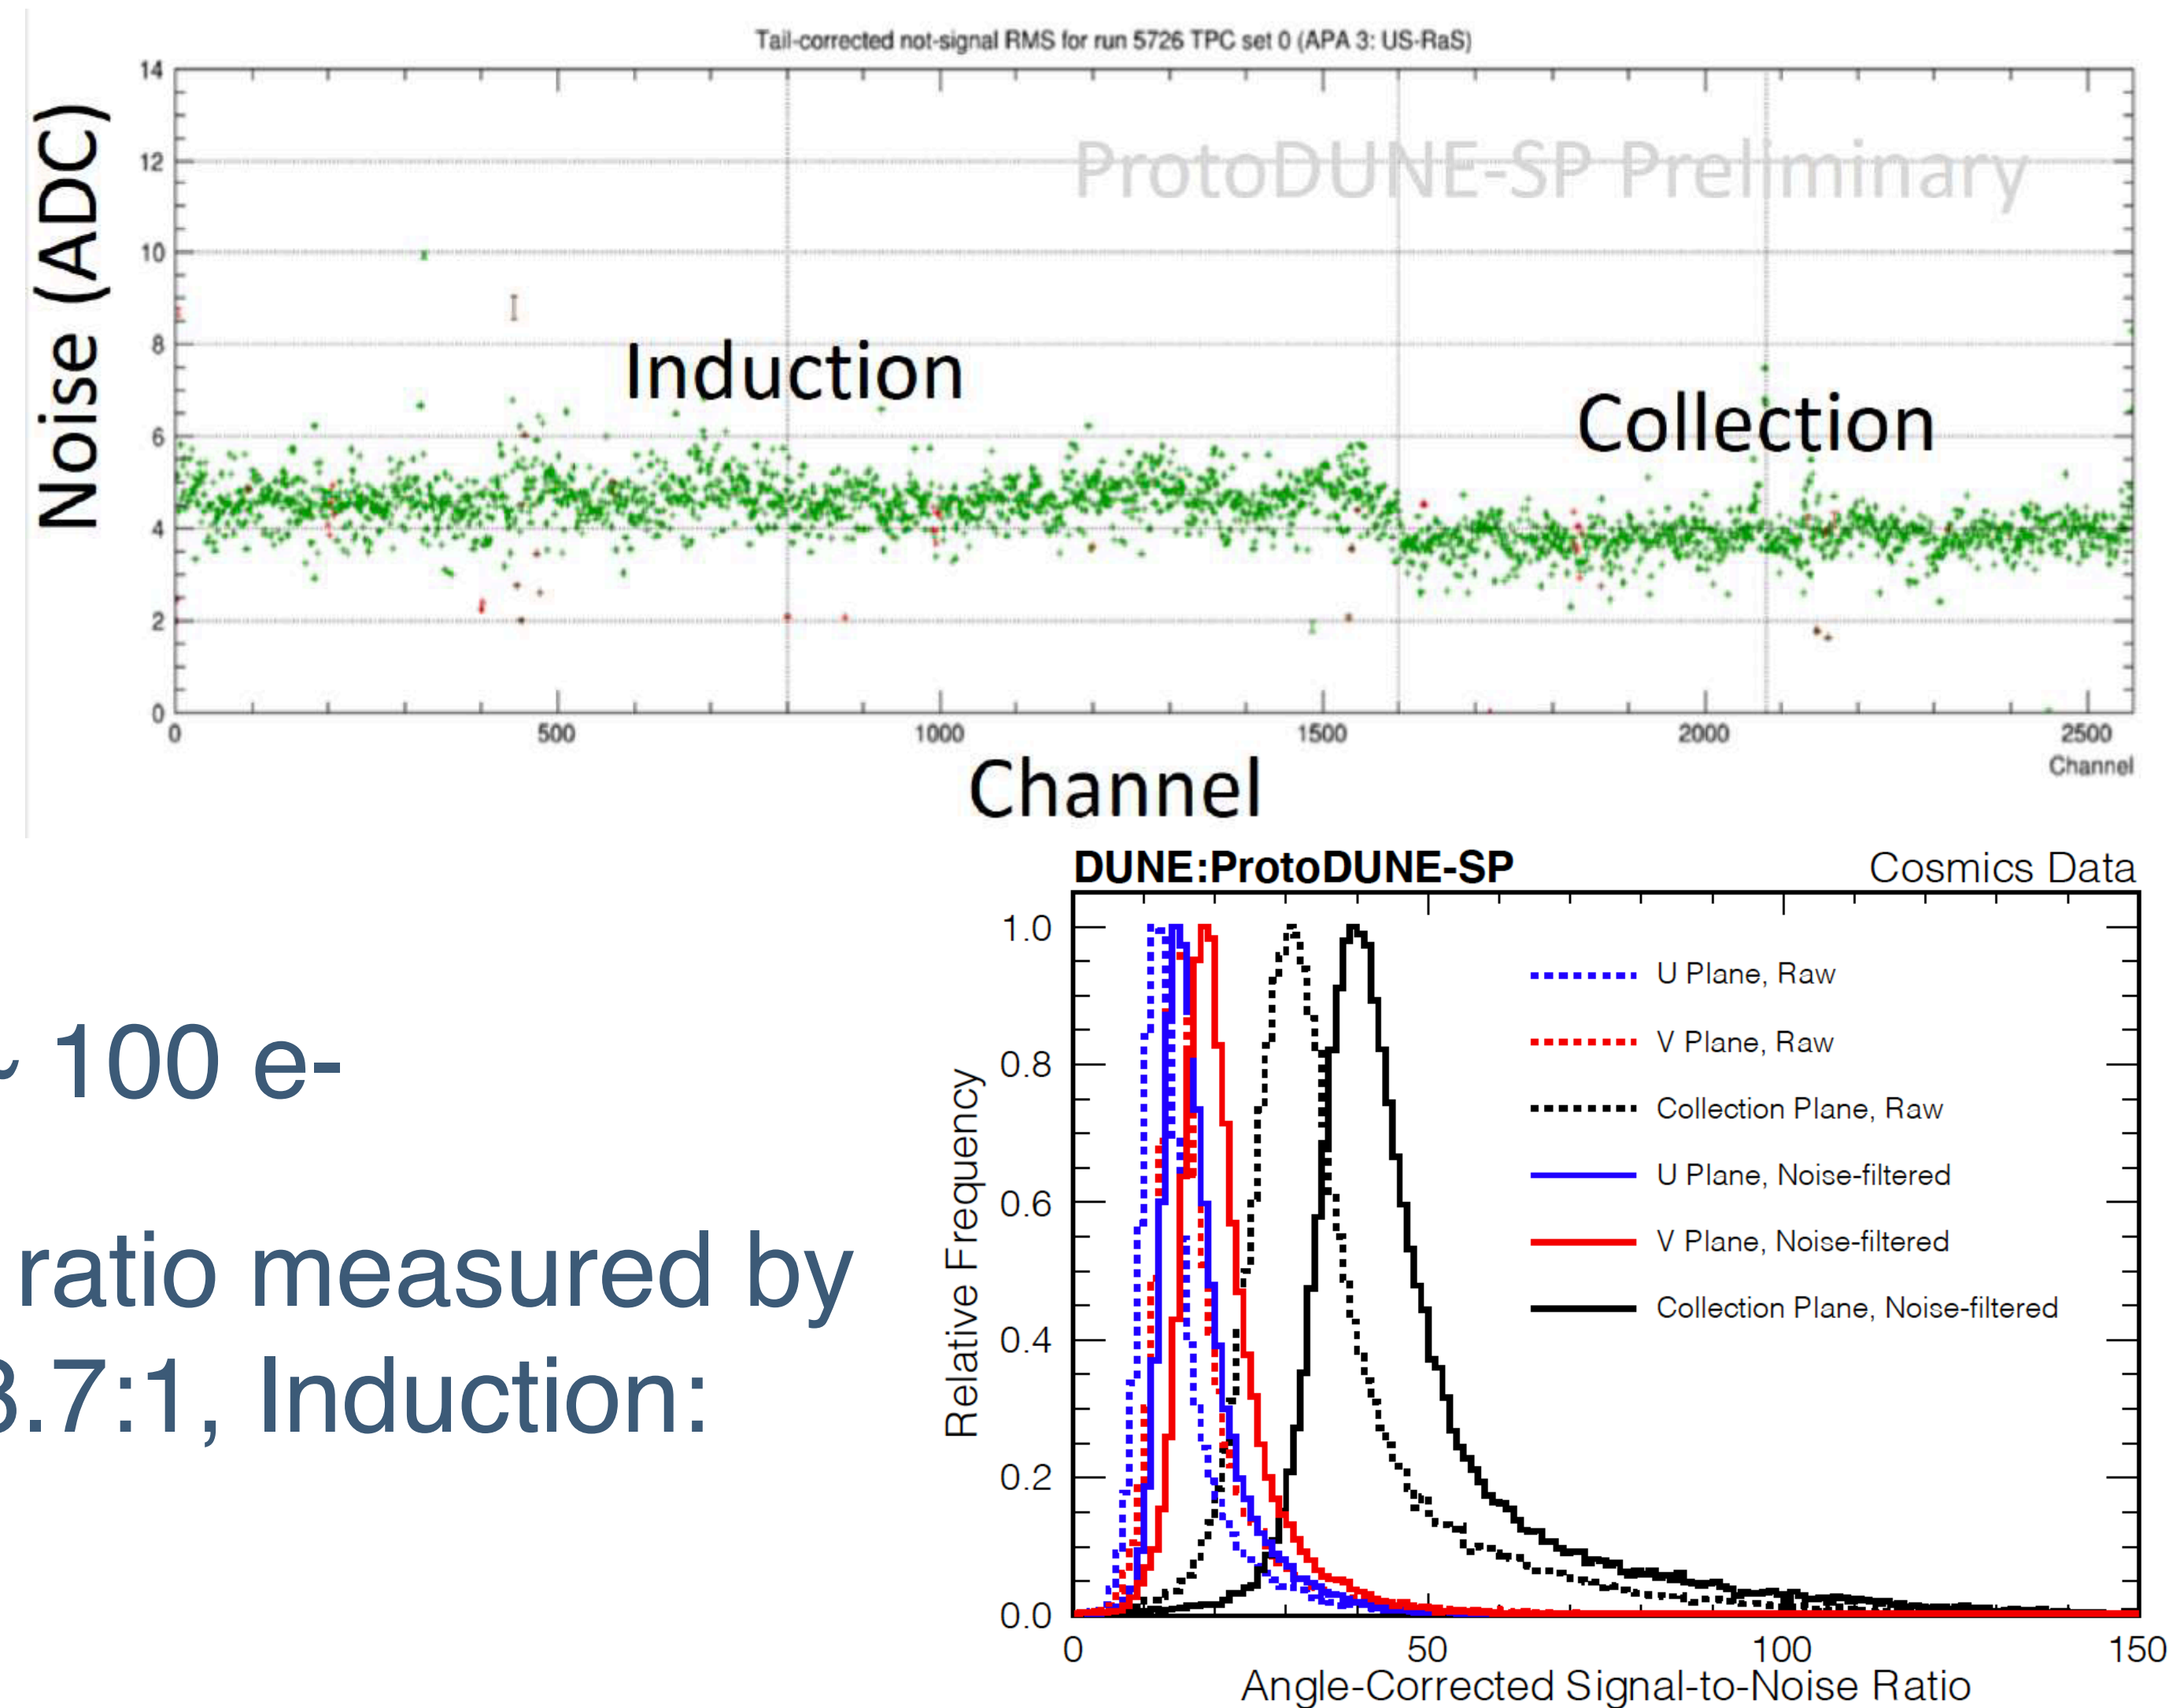 Tail-corrected not-signal RMS for run 5726 TPC set 0 (APA 3: US-RaS)
Noise (ADC)
14
12
10
8
6
4
2
0
ProtoDUNE-SP Preliminary
Induction
Collection
0 500 1000 1500 2000 2500
Channel
Channel
~ 100 e-
ratio measured by
3.7:1, Induction:
DUNE:ProtoDUNE-SP Cosmics Data
Relative Frequency
1.0
0.8
0.6
0.4
0.2
0.0
U Plane, Raw
V Plane, Raw
Collection Plane, Raw
U Plane, Noise-filtered
V Plane, Noise-filtered
Collection Plane, Noise-filtered
0 50 100 150
Angle-Corrected Signal-to-Noise Ratio